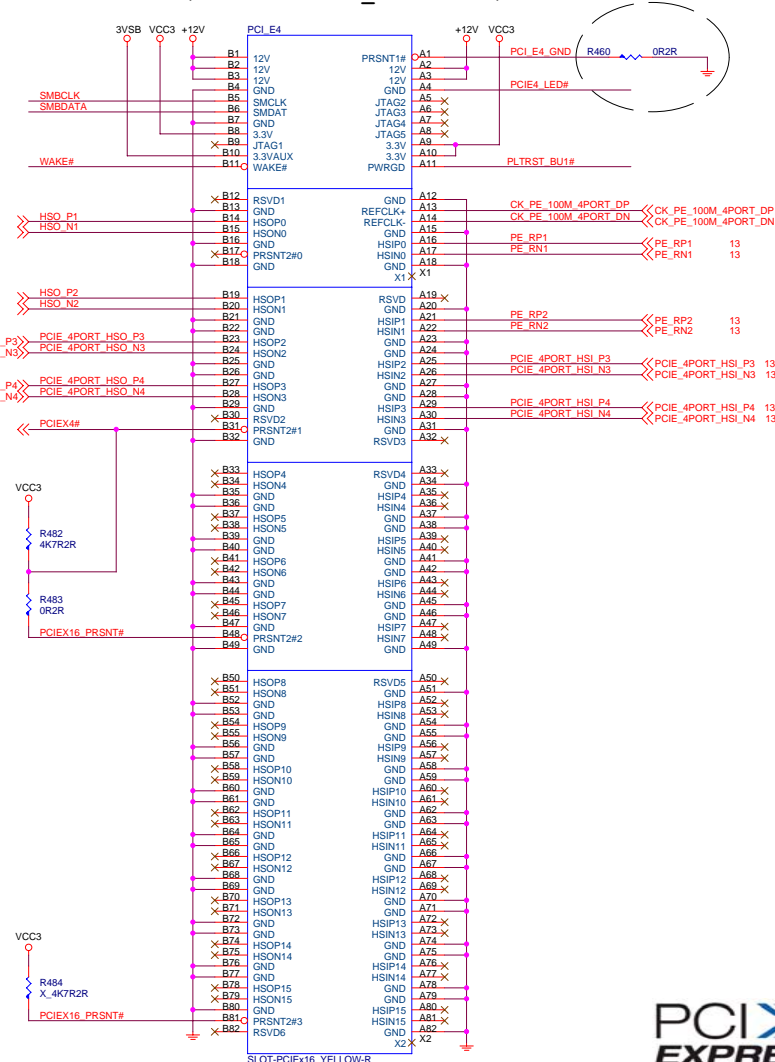 3VSB VCC3 +12V PCI_E4 +12V VCC3
B1 12V PRSNT1# A1 PCI_E4_GND R460 0R2R
B2 12V 12V A2
B3 12V 12V A3
B4 GND GND A4 PCIE4_LED#
SMBCLK B5 SMCLK JTAG2 A5
SMBDATA B6 SMDAT JTAG3 A6
B7 GND JTAG4 A7
B8 3.3V JTAG5 A8
B9 JTAG1 3.3V A9
B10 3.3VAUX 3.3V A10
WAKE# B11 WAKE# PWRGD A11 PLTRST_BU1#
B12 RSVD1 GND A12
B13 GND REFCLK+ A13 CK_PE_100M_4PORT_DP CK_PE_100M_4PORT_DP
HSO_P1 B14 HSOP0 REFCLK- A14 CK_PE_100M_4PORT_DN CK_PE_100M_4PORT_DN
HSO_N1 B15 HSON0 GND A15
B16 GND HSIP0 A16 PE_RP1 PE_RP1 13
B17 PRSNT2#0 HSIN0 A17 PE_RN1 PE_RN1 13
B18 GND GND A18
X1 X1
HSO_P2 B19 HSOP1 RSVD A19
HSO_N2 B20 HSON1 GND A20
B21 GND HSIP1 A21 PE_RP2 PE_RP2 13
B22 GND HSIN1 A22 PE_RN2 PE_RN2 13
_P3 PCIE_4PORT_HSO_P3 B23 HSOP2 GND A23
_N3 PCIE_4PORT_HSO_N3 B24 HSON2 GND A24
B25 GND HSIP2 A25 PCIE_4PORT_HSI_P3 PCIE_4PORT_HSI_P3 13
B26 GND HSIN2 A26 PCIE_4PORT_HSI_N3 PCIE_4PORT_HSI_N3 13
_P4 PCIE_4PORT_HSO_P4 B27 HSOP3 GND A27
_N4 PCIE_4PORT_HSO_N4 B28 HSON3 GND A28
B29 GND HSIP3 A29 PCIE_4PORT_HSI_P4 PCIE_4PORT_HSI_P4 13
B30 RSVD2 HSIN3 A30 PCIE_4PORT_HSI_N4 PCIE_4PORT_HSI_N4 13
PCIEX4# B31 PRSNT2#1 GND A31
B32 GND RSVD3 A32
B33 HSOP4 RSVD4 A33
B34 HSON4 GND A34
VCC3 B35 GND HSIP4 A35
B36 GND HSIN4 A36
B37 HSOP5 GND A37
B38 HSON5 GND A38
R482 B39 GND HSIP5 A39
4K7R2R B40 GND HSIN5 A40
B41 HSOP6 GND A41
B42 HSON6 GND A42
B43 GND HSIP6 A43
B44 GND HSIN6 A44
R483 B45 HSOP7 GND A45
0R2R B46 HSON7 GND A46
B47 GND HSIP7 A47
PCIEX16_PRSNT# B48 PRSNT2#2 HSIN7 A48
B49 GND GND A49
B50 HSOP8 RSVD5 A50
B51 HSON8 GND A51
B52 GND HSIP8 A52
B53 GND HSIN8 A53
B54 HSOP9 GND A54
B55 HSON9 GND A55
B56 GND HSIP9 A56
B57 GND HSIN9 A57
B58 HSOP10 GND A58
B59 HSON10 GND A59
B60 GND HSIP10 A60
B61 GND HSIN10 A61
B62 HSOP11 GND A62
B63 HSON11 GND A63
B64 GND HSIP11 A64
B65 GND HSIN11 A65
B66 HSOP12 GND A66
B67 HSON12 GND A67
B68 GND HSIP12 A68
B69 GND HSIN12 A69
B70 HSOP13 GND A70
B71 HSON13 GND A71
B72 GND HSIP13 A72
VCC3 B73 GND HSIN13 A73
B74 HSOP14 GND A74
B75 HSON14 GND A75
B76 GND HSIP14 A76
B77 GND HSIN14 A77
R484 B78 HSOP15 GND A78
X_4K7R2R B79 HSON15 GND A79
B80 GND HSIP15 A80
PCIEX16_PRSNT# B81 PRSNT2#3 HSIN15 A81
B82 RSVD6 GND A82
X2 X2
SLOT-PCIEx16_YELLOW-R
PCI
EXPRE